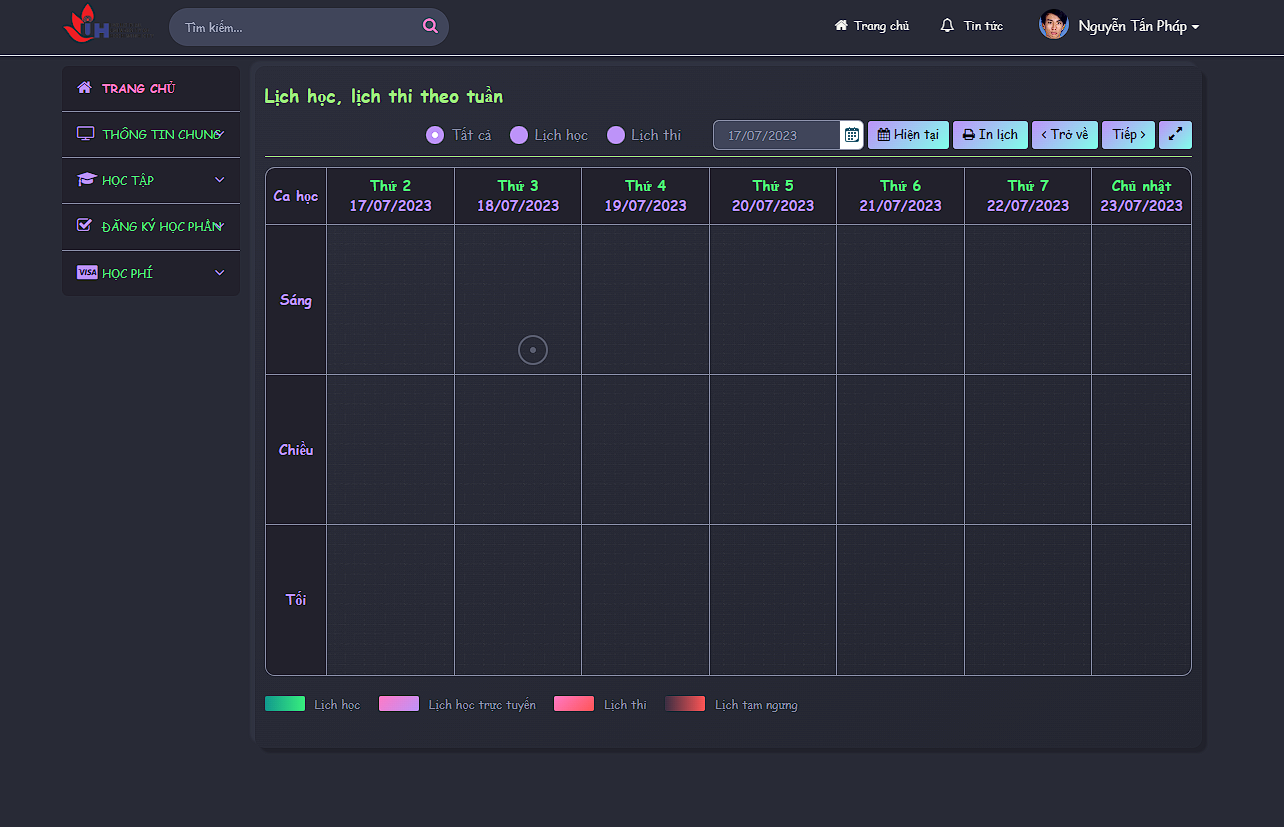 IUH
Tìm kiếm...
Trang chủ
Tin tức
Nguyễn Tấn Pháp
TRANG CHỦ
THÔNG TIN CHUNG
HỌC TẬP
ĐĂNG KÝ HỌC PHẦN
VISA HỌC PHÍ
Lịch học, lịch thi theo tuần
Tất cả Lịch học Lịch thi 17/07/2023 Hiện tại In lịch Trở về Tiếp
Ca học
Thứ 2 Thứ 3 Thứ 4 Thứ 5 Thứ 6 Thứ 7 Chủ nhật
17/07/2023 18/07/2023 19/07/2023 20/07/2023 21/07/2023 22/07/2023 23/07/2023
Sáng
Chiều
Tối
Lịch học Lịch học trực tuyến Lịch thi Lịch tạm ngưng